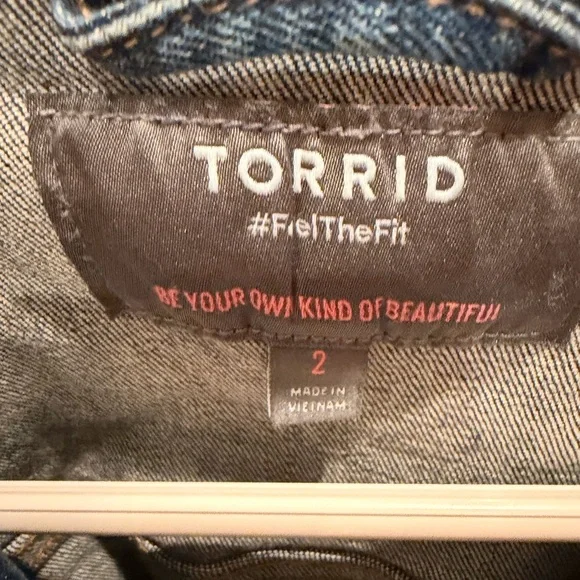 TORRID
#FeelTheFit
BE YOUR OWN KIND OF BEAUTIFUL
2
MADE IN
VIETNAM